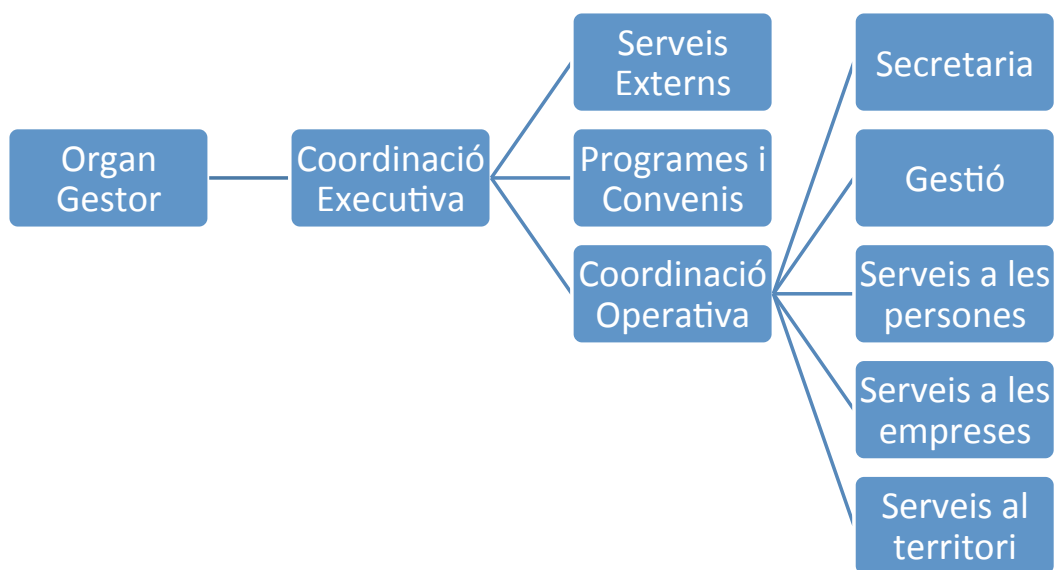 Organ
Gestor
Coordinació
Executiva
Serveis
Externs
Programes i
Convenis
Coordinació
Operativa
Secretaria
Gestió
Serveis a les
persones
Serveis a les
empreses
Serveis al
territori